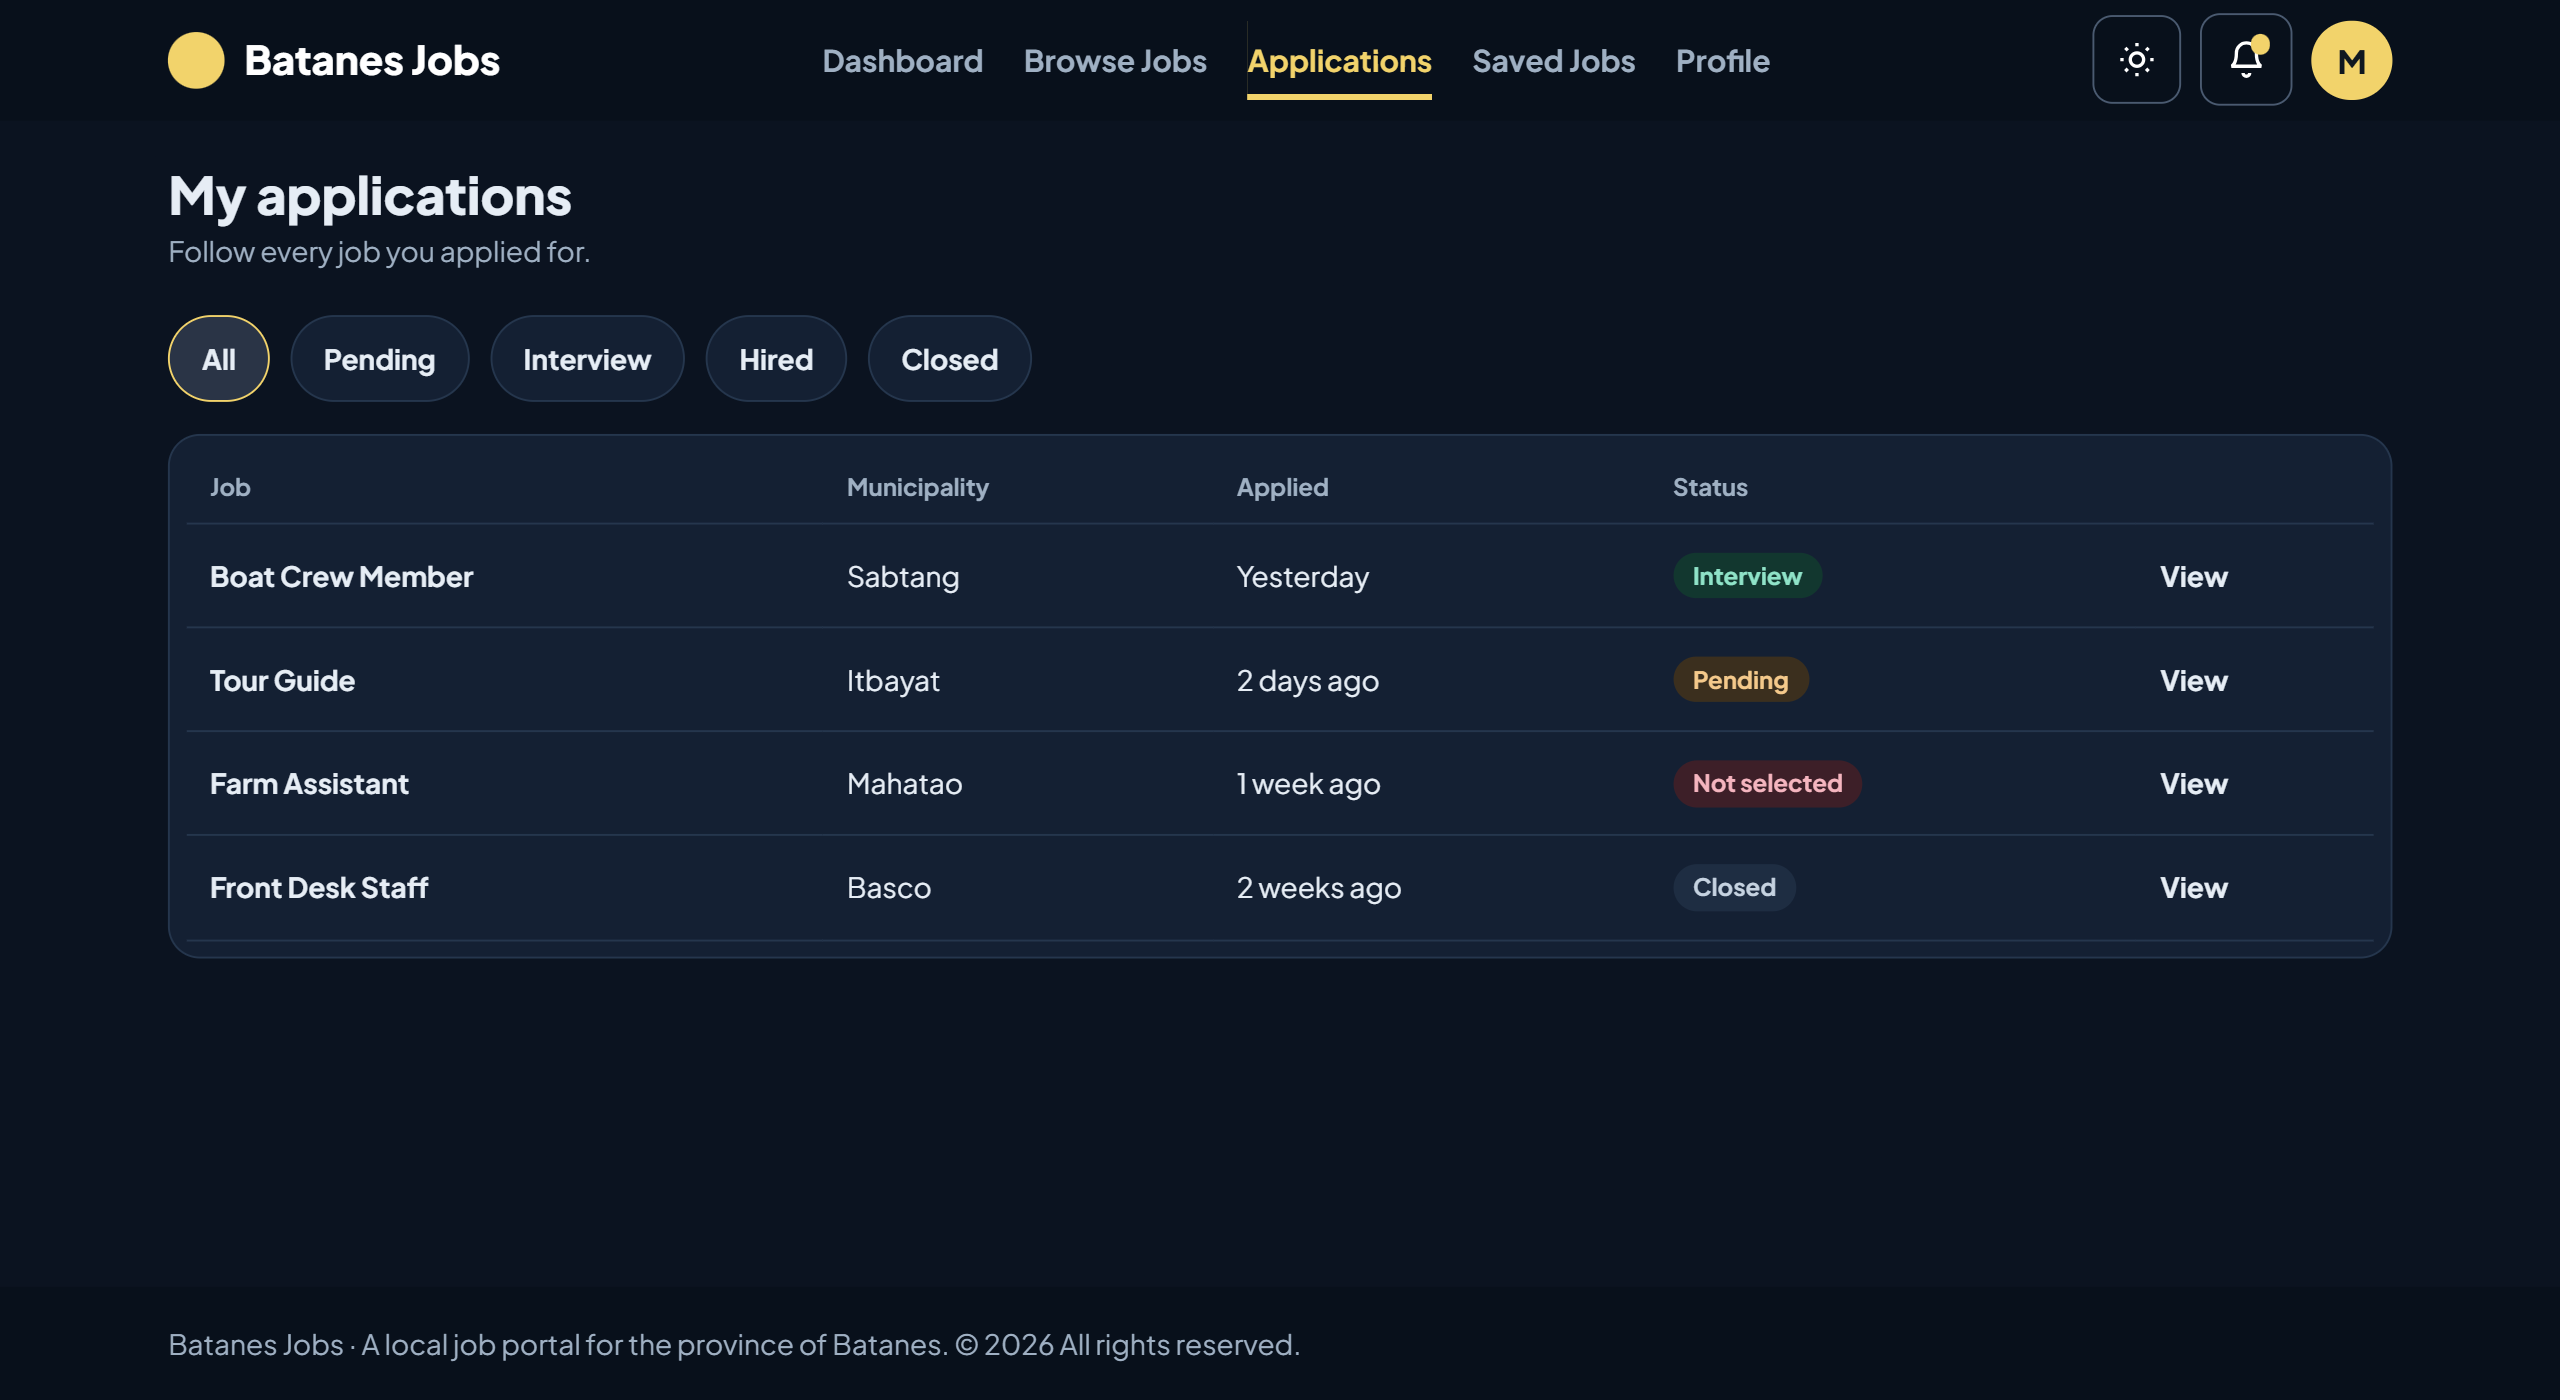 Batanes Jobs Dashboard Browse Jobs Applications Saved Jobs Profile M
My applications
Follow every job you applied for.
All Pending Interview Hired Closed
Job Municipality Applied Status
Boat Crew Member Sabtang Yesterday Interview View
Tour Guide Itbayat 2 days ago Pending View
Farm Assistant Mahatao 1 week ago Not selected View
Front Desk Staff Basco 2 weeks ago Closed View
Batanes Jobs · A local job portal for the province of Batanes. © 2026 All rights reserved.